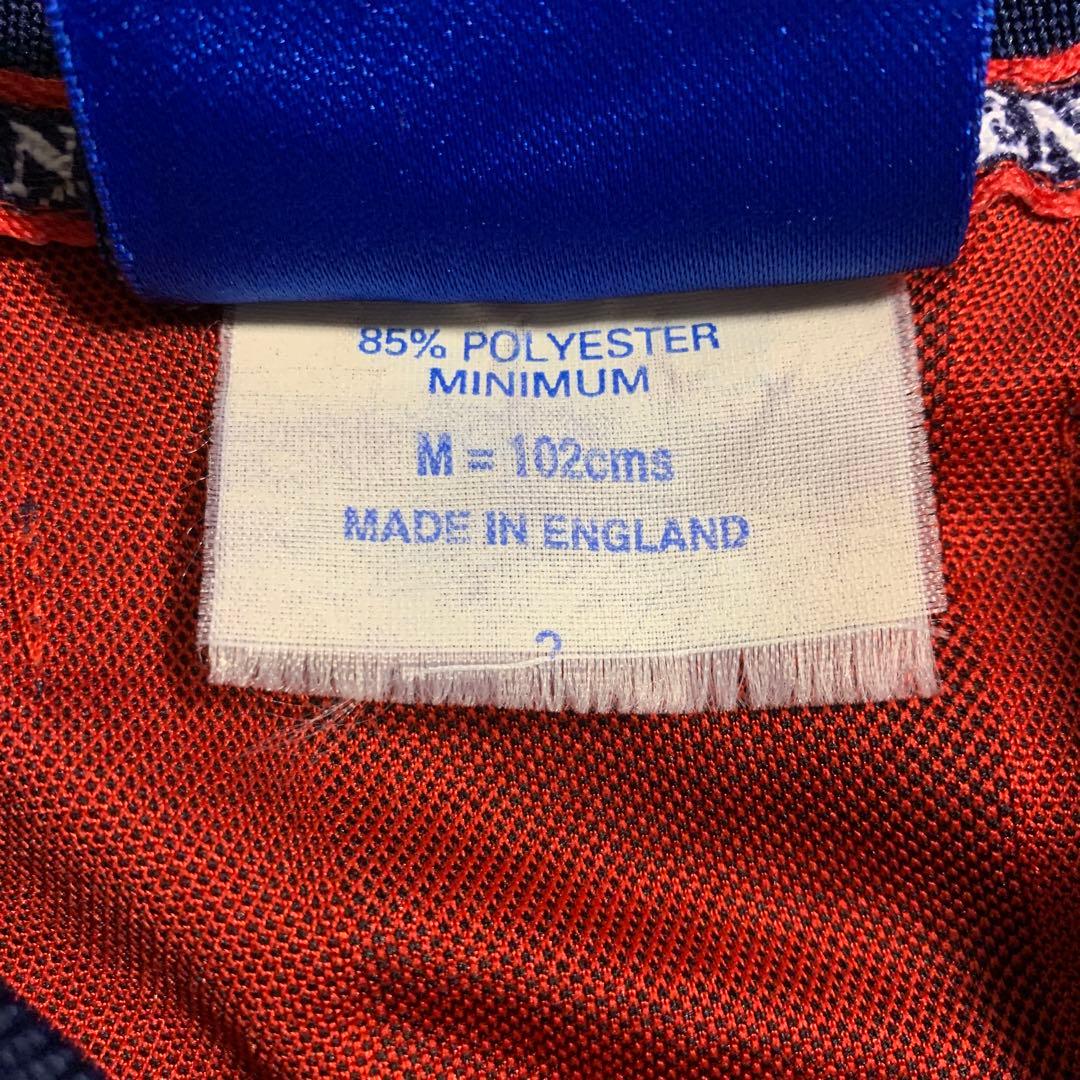 85% POLYESTER
MINIMUM
M = 102cms
MADE IN ENGLAND